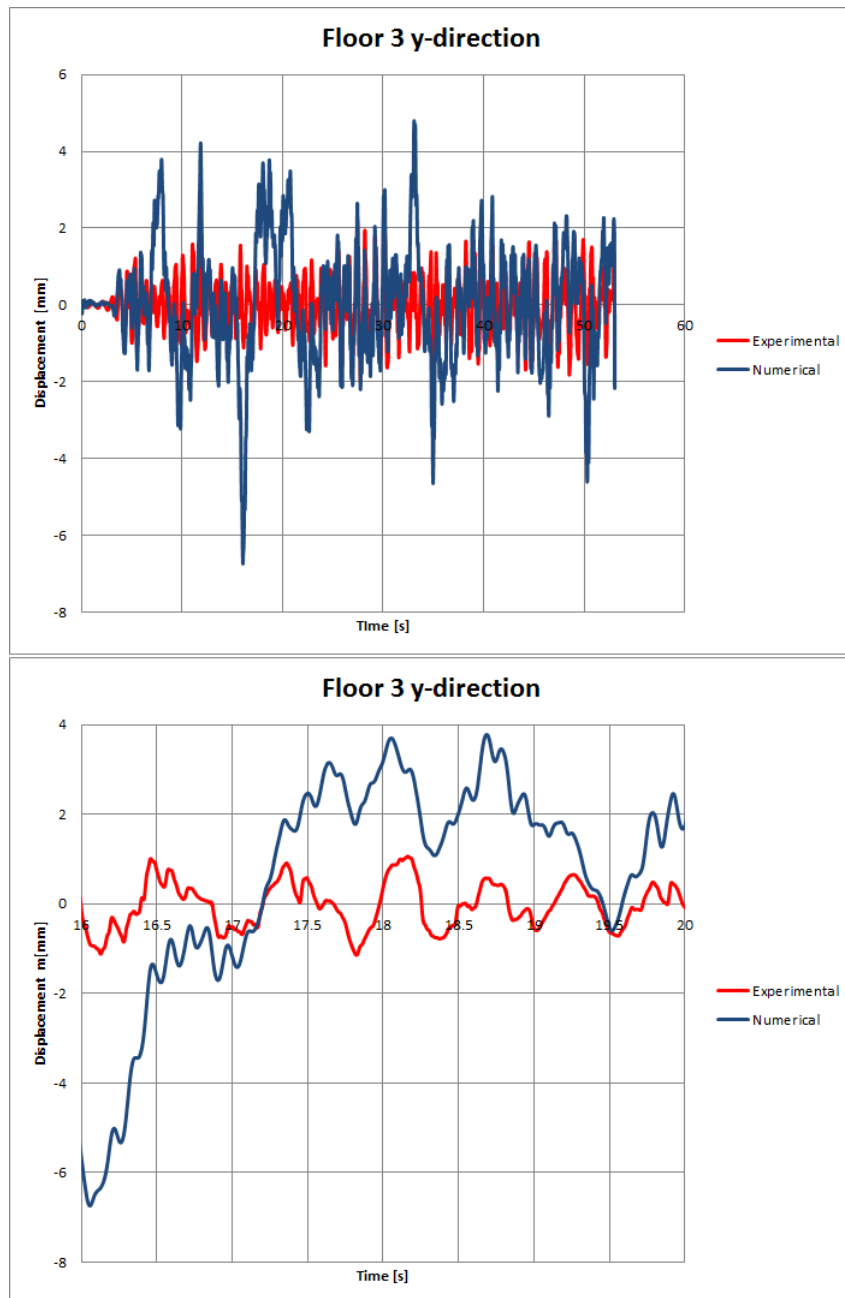 Floor 3 y-direction
6
4
2
0
-2
-4
-6
-8
0 10 20 30 40 50 60
Displacement [mm]
TIme [s]
Experimental
Numerical
Floor 3 y-direction
4
2
0
-2
-4
-6
-8
16 16.5 17 17.5 18 18.5 19 19.5 20
Displacement m[mm]
Time [s]
Experimental
Numerical